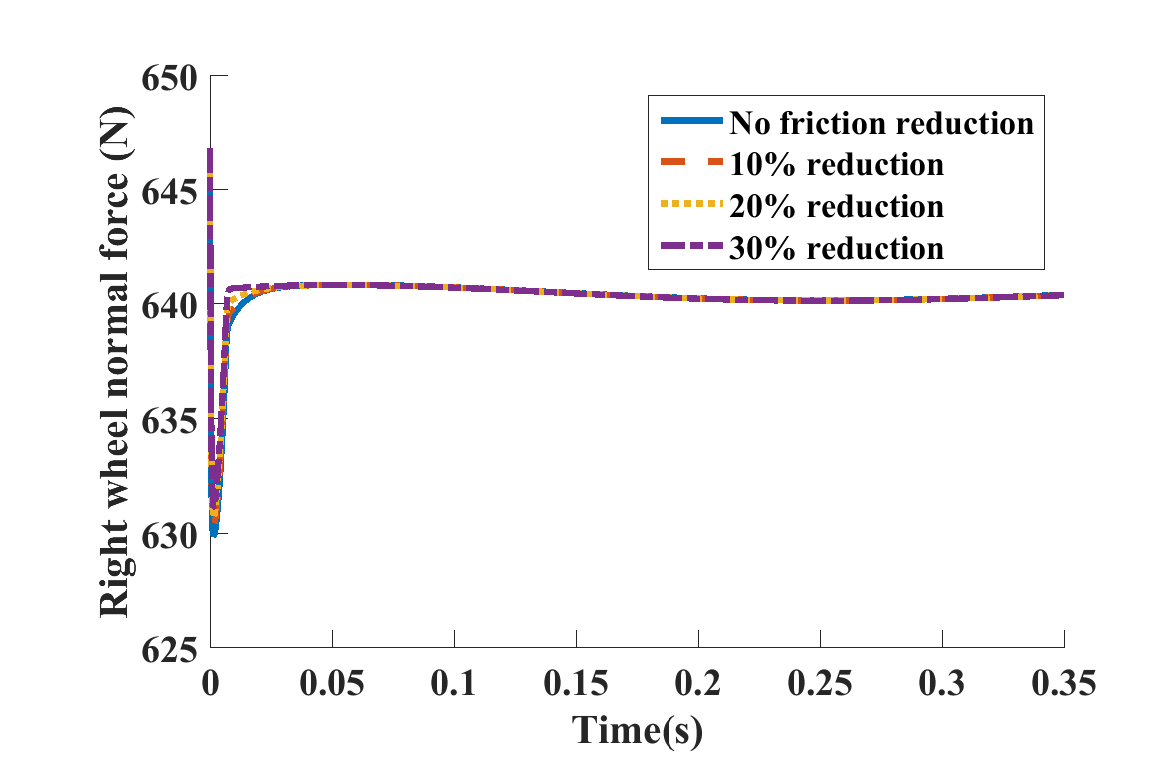 650
645
640
635
630
625
Right wheel normal force (N)
No friction reduction
10% reduction
20% reduction
30% reduction
0 0.05 0.1 0.15 0.2 0.25 0.3 0.35
Time(s)